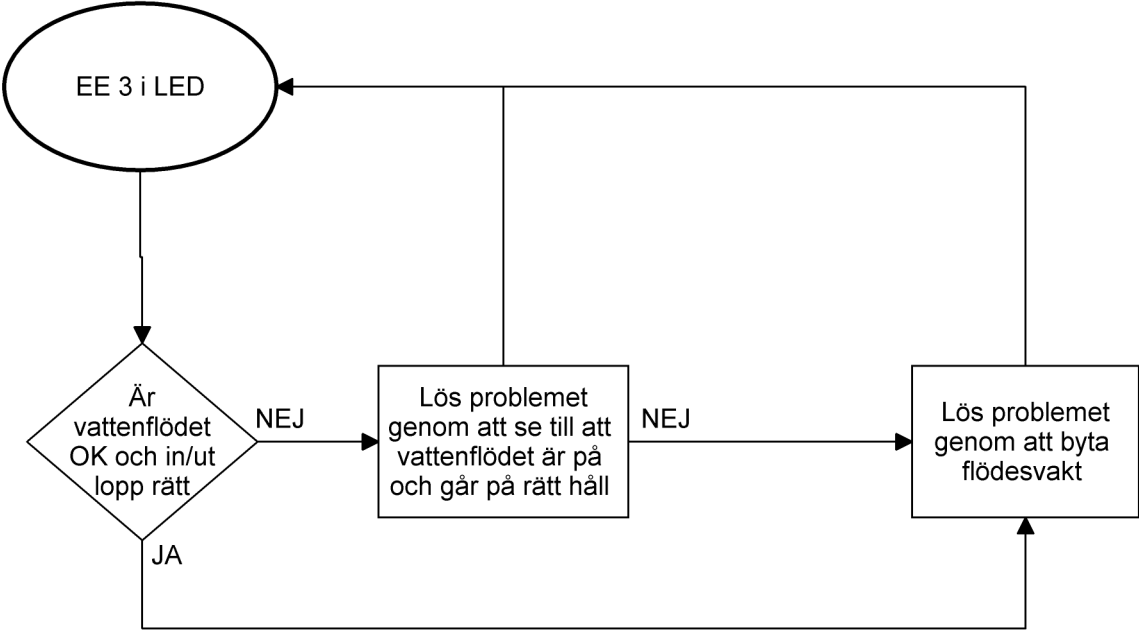 EE 3 i LED
Är
vattenflödet
OK och in/ut
lopp rätt
NEJ
Lös problemet
genom att se till att
vattenflödet är på
och går på rätt håll
NEJ
Lös problemet
genom att byta
flödesvakt
JA